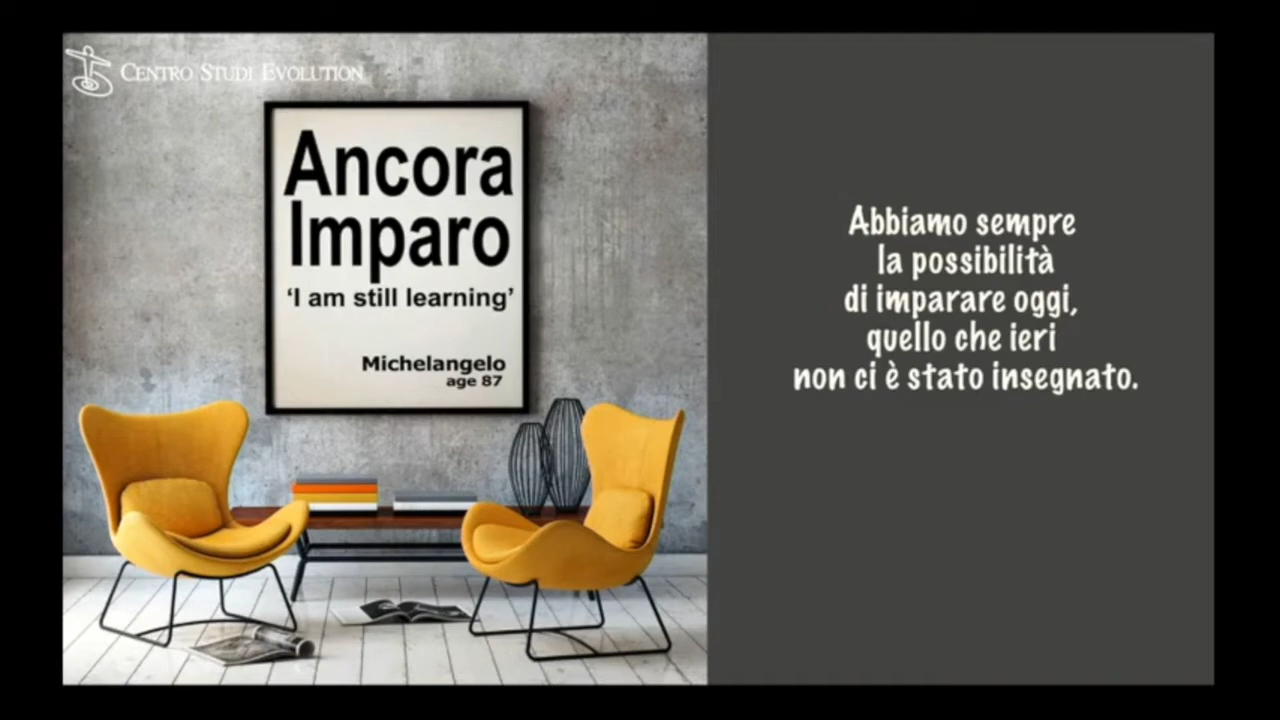 CENTRO STUDI EVOLUTION
Ancora
Imparo
‘I am still learning’
Michelangelo
age 87
Abbiamo sempre
la possibilità
di imparare oggi,
quello che ieri
non ci è stato insegnato.